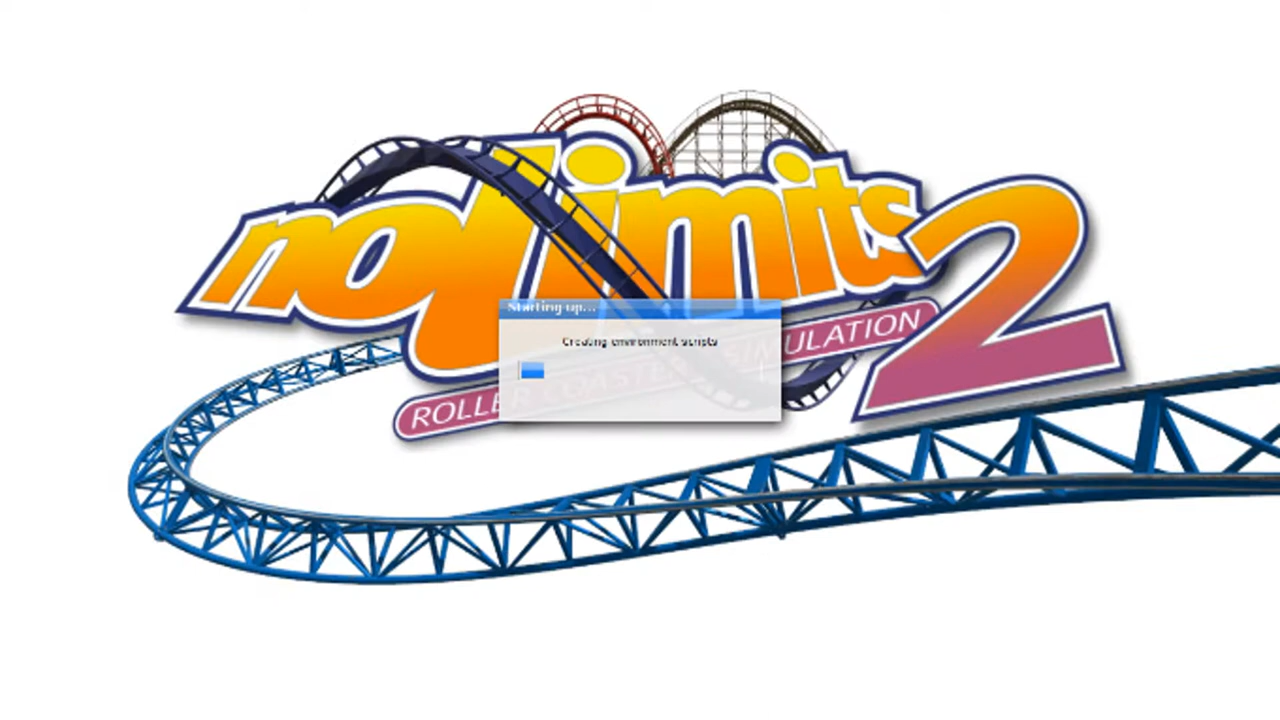 nolimits 2
ROLLER COASTER SIMULATION
Starting up...
Creating environment scripts